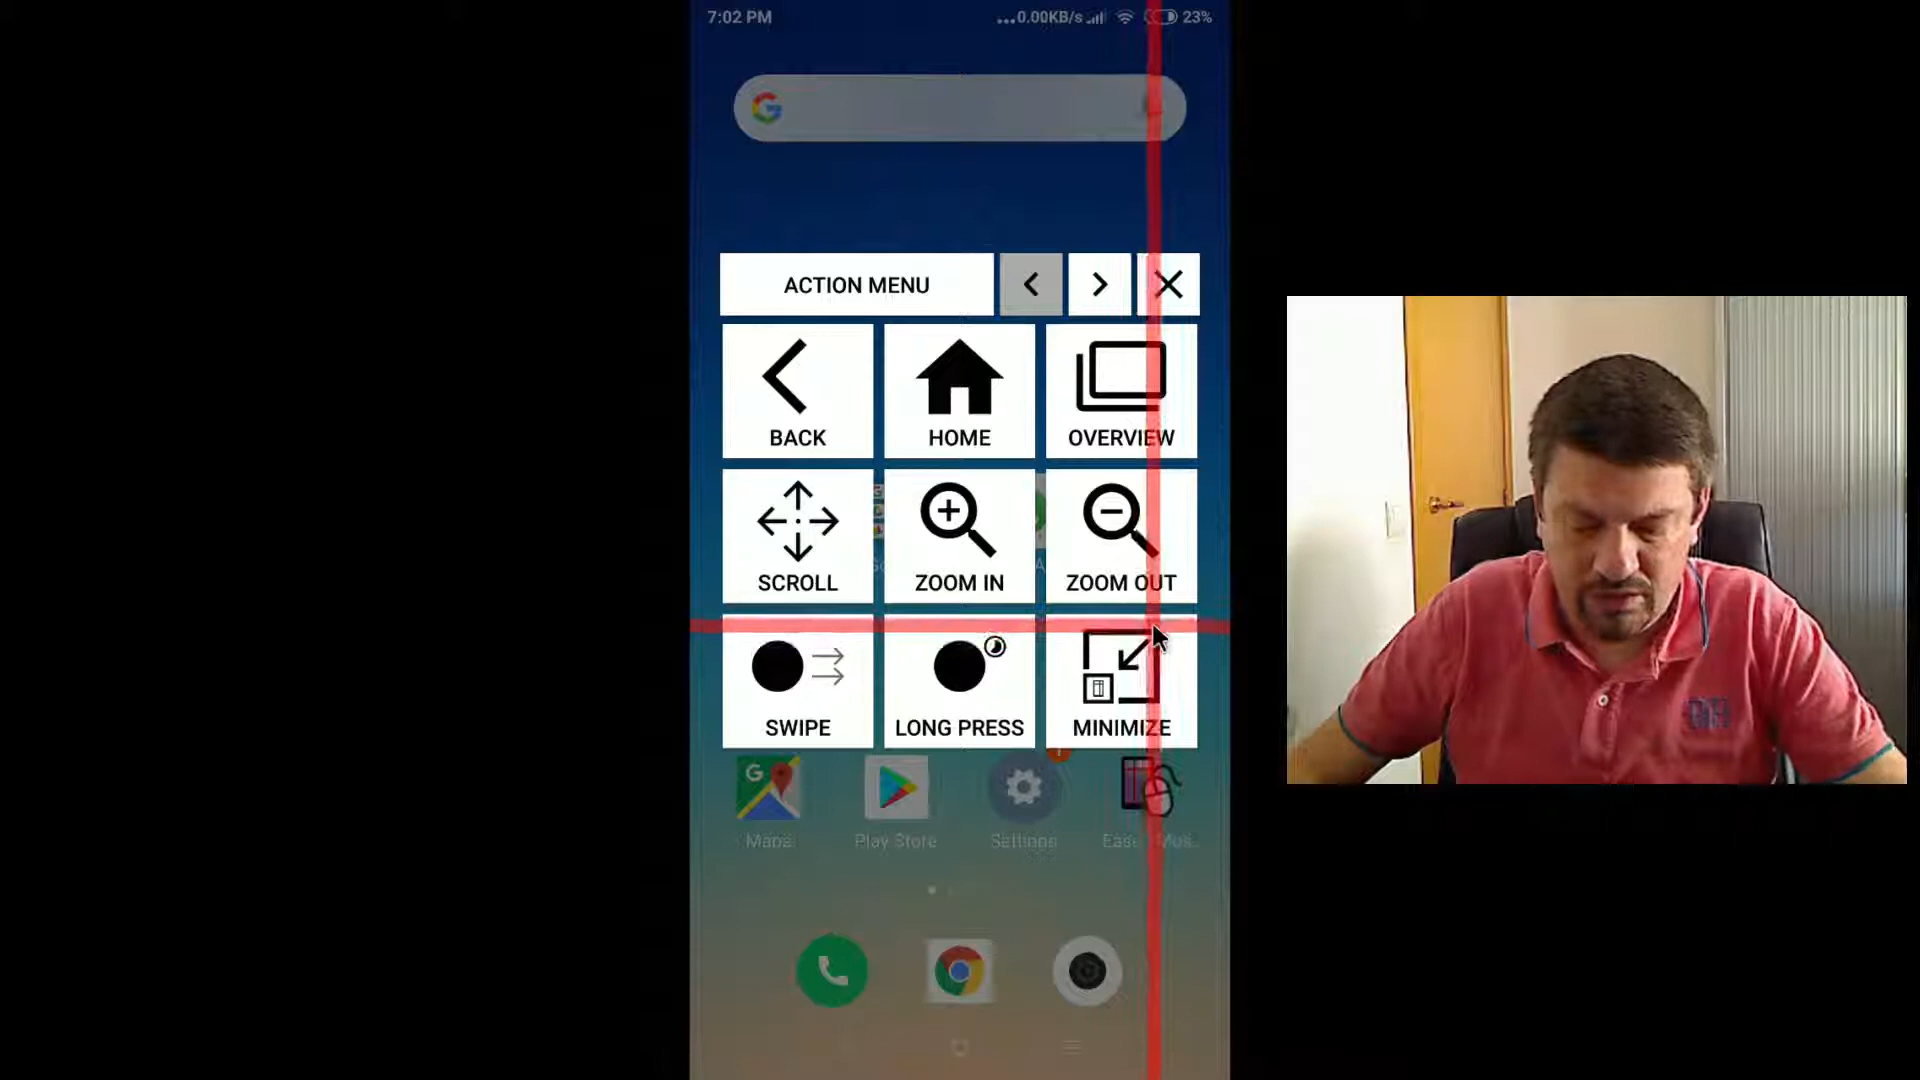 7:02 PM
...0.00KB/s
23%
ACTION MENU
BACK
HOME
OVERVIEW
SCROLL
ZOOM IN
ZOOM OUT
SWIPE
LONG PRESS
MINIMIZE
Maps
Play Store
Settings